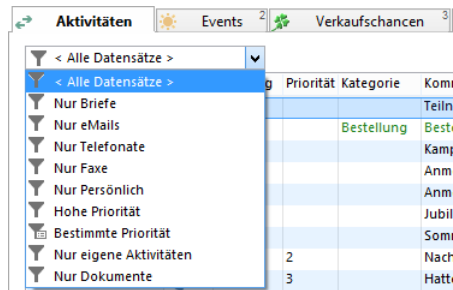 Aktivitäten Events 2 Verkaufschancen 3
< Alle Datensätze >
< Alle Datensätze > g Priorität Kategorie Kom
Nur Briefe Teiln
Nur eMails Bestellung Beste
Nur Telefonate Kamp
Nur Faxe Anm
Nur Persönlich Anm
Hohe Priorität Jubil
Bestimmte Priorität Somr
Nur eigene Aktivitäten 2 Nach
Nur Dokumente 3 Hatte